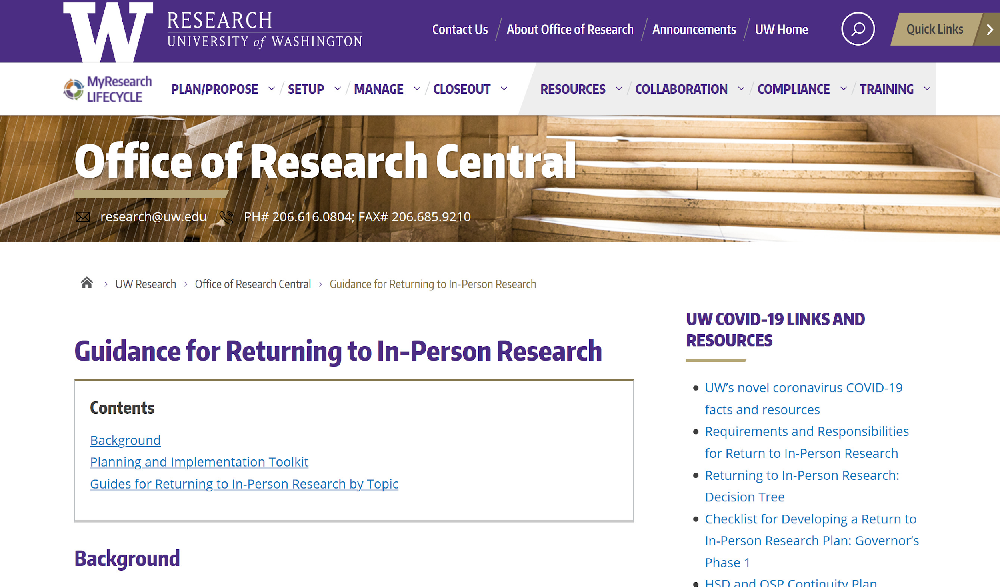 W
RESEARCH
UNIVERSITY of WASHINGTON
Contact Us
About Office of Research
Announcements
UW Home
Quick Links
MyResearch
LIFECYCLE
PLAN/PROPOSE
SETUP
MANAGE
CLOSEOUT
RESOURCES
COLLABORATION
COMPLIANCE
TRAINING
Office of Research Central
research@uw.edu PH# 206.616.0804; FAX# 206.685.9210
UW Research > Office of Research Central > Guidance for Returning to In-Person Research
Guidance for Returning to In-Person Research
Contents
Background
Planning and Implementation Toolkit
Guides for Returning to In-Person Research by Topic
Background
UW COVID-19 LINKS AND
RESOURCES
UW’s novel coronavirus COVID-19
facts and resources
Requirements and Responsibilities
for Return to In-Person Research
Returning to In-Person Research:
Decision Tree
Checklist for Developing a Return to
In-Person Research Plan: Governor’s
Phase 1
HSD and OSP Continuity Plan